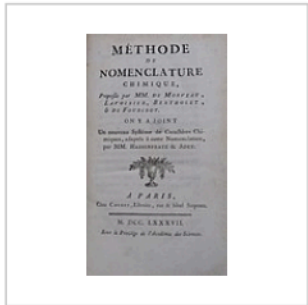 MÉTHODE
DE
NOMENCLATURE
CHIMIQUE,
Proposée par MM. DE MORVEAU,
LAVOISIER, BERTHOLET,
& DE FOURCROY.
ON Y A JOINT
Un nouveau Système de Caractères Chi-
miques, adaptés à cette Nomenclature,
par MM. HASSENFRATZ & ADET.
A PARIS,
Chez CUCHET, Libraire, rue & hôtel Serpente.
M. DCC. LXXXVII.
Sous le Privilège de l'Académie des Sciences.